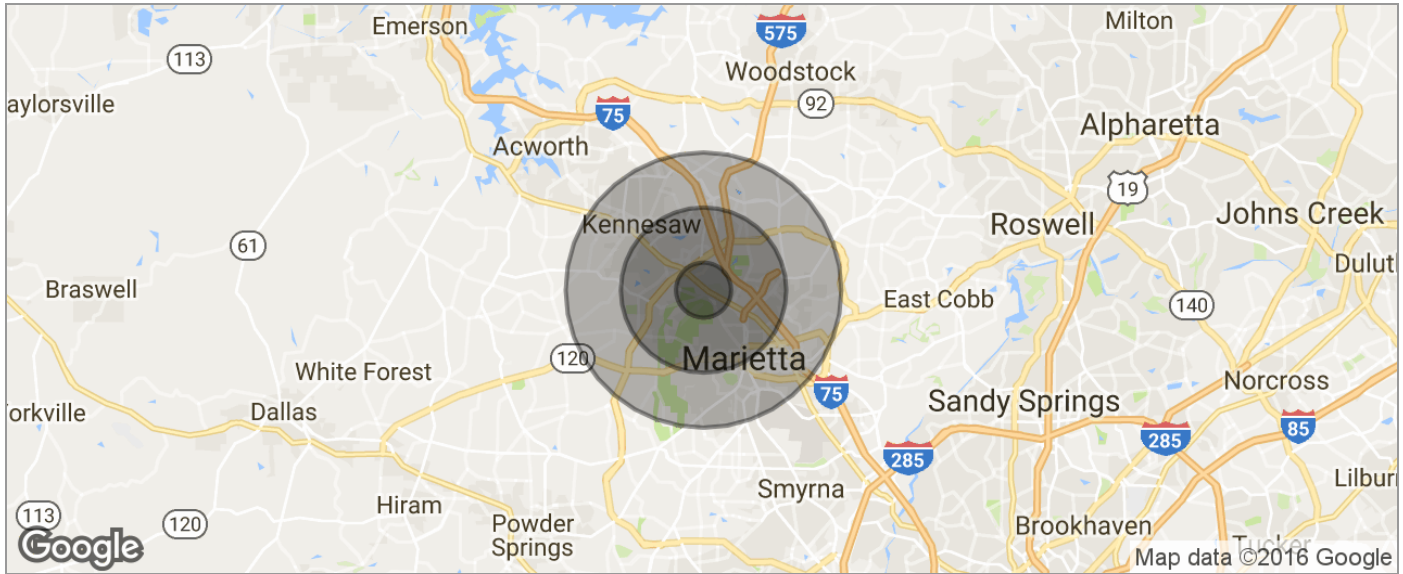 Emerson
Milton
575
113
Woodstock
92
aylorsville
75
Alpharetta
Acworth
19
Kennesaw
Roswell
Johns Creek
61
Dulut
Braswell
East Cobb
140
120
Marietta
White Forest
75
Norcross
Sandy Springs
Dallas
orkville
85
285
285
Lilbur
Smyrna
Hiram
113
120
Powder
Springs
Brookhaven
Tucker
Google
Map data ©2016 Google